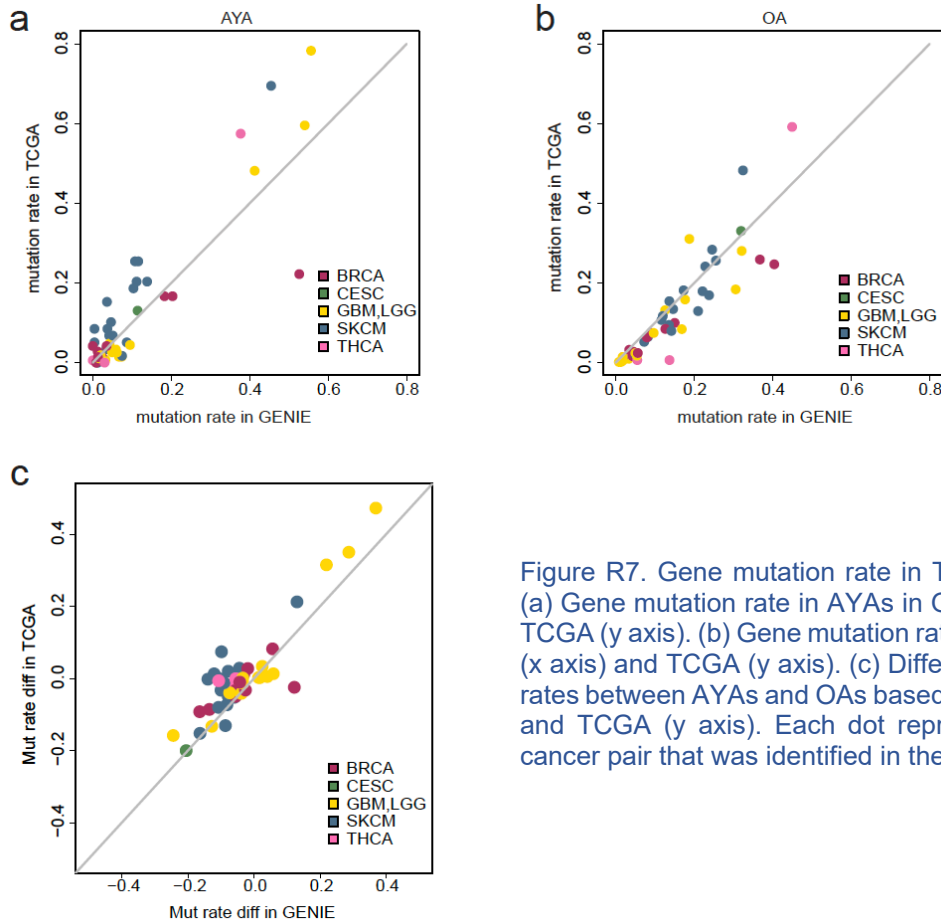 a
AYA
mutation rate in TCGA
0.8
0.6
0.4
0.2
0.0
BRCA
CESC
GBM,LGG
SKCM
THCA
0.0 0.2 0.4 0.6 0.8
mutation rate in GENIE
b
OA
mutation rate in TCGA
0.8
0.6
0.4
0.2
0.0
BRCA
CESC
GBM,LGG
SKCM
THCA
0.0 0.2 0.4 0.6 0.8
mutation rate in GENIE
c
Mut rate diff in TCGA
0.4
0.2
0.0
−0.2
−0.4
BRCA
CESC
GBM,LGG
SKCM
THCA
−0.4 −0.2 0.0 0.2 0.4
Mut rate diff in GENIE
Figure R7. Gene mutation rate in
(a) Gene mutation rate in AYAs in
TCGA (y axis). (b) Gene mutation
(x axis) and TCGA (y axis). (c)
rates between AYAs and OAs based
and TCGA (y axis). Each dot
cancer pair that was identified in the